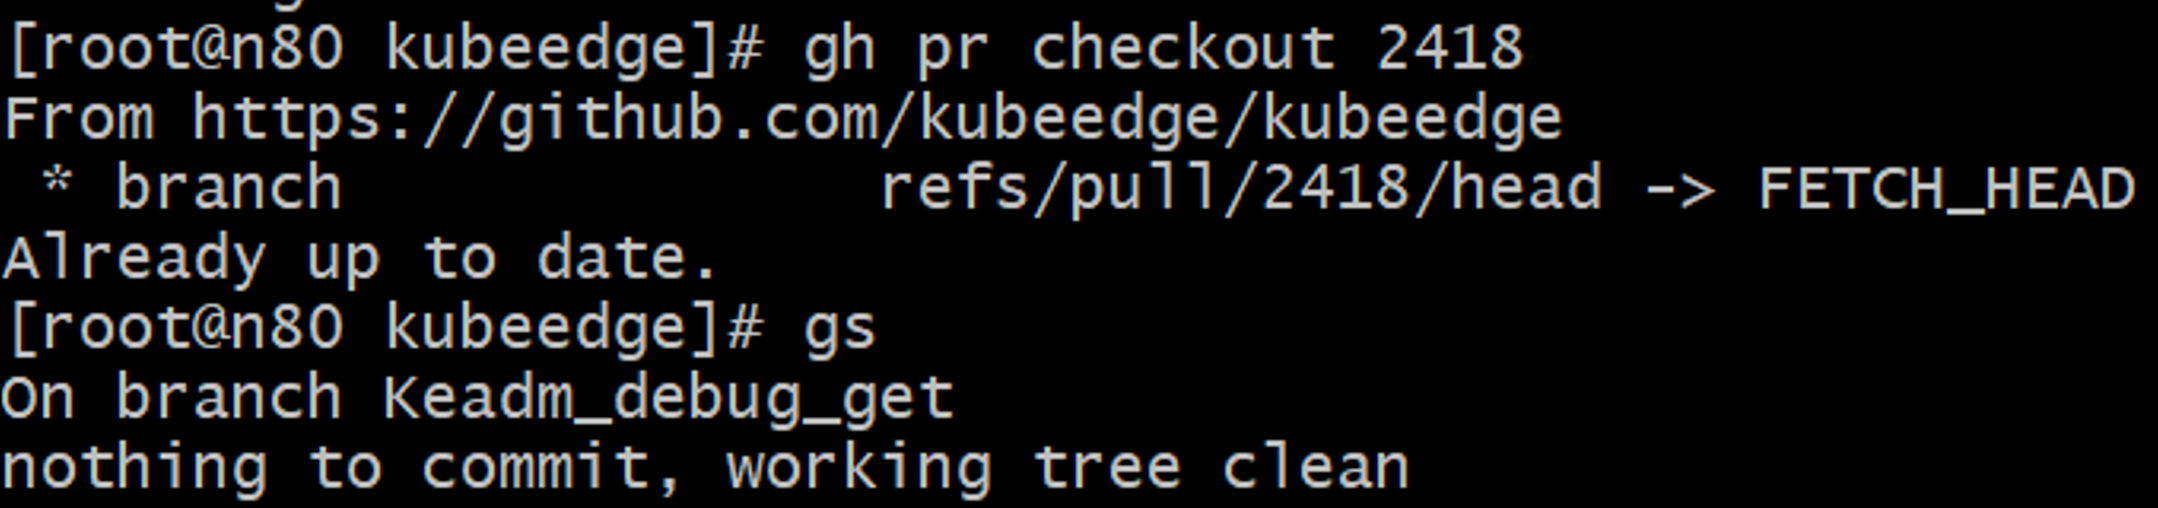 [root@n80 kubeedge]# gh pr checkout 2418
From https://github.com/kubeedge/kubeedge
 * branch              refs/pull/2418/head -> FETCH_HEAD
Already up to date.
[root@n80 kubeedge]# gs
On branch Keadm_debug_get
nothing to commit, working tree clean